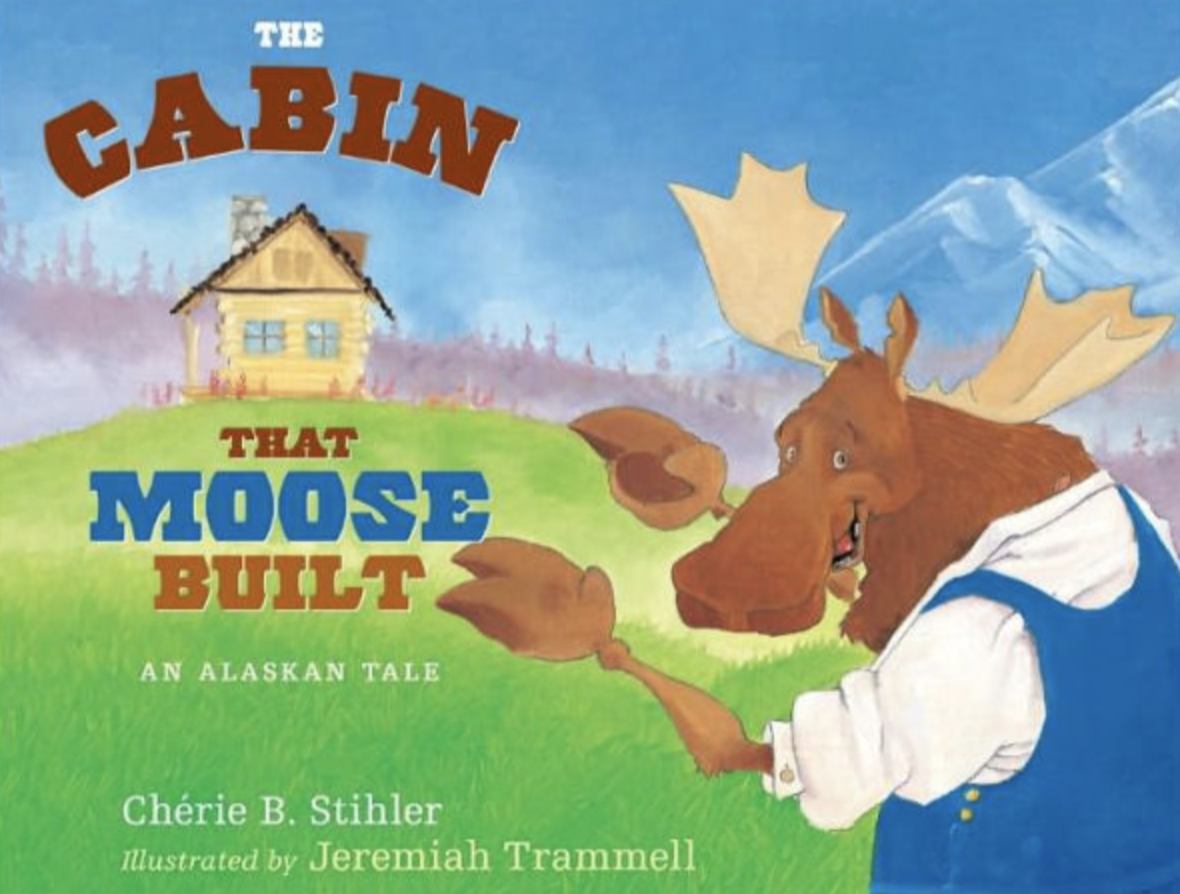 THE
CABIN
THAT
MOOSE
BUILT
AN ALASKAN TALE
Chérie B. Stihler
Illustrated by Jeremiah Trammell